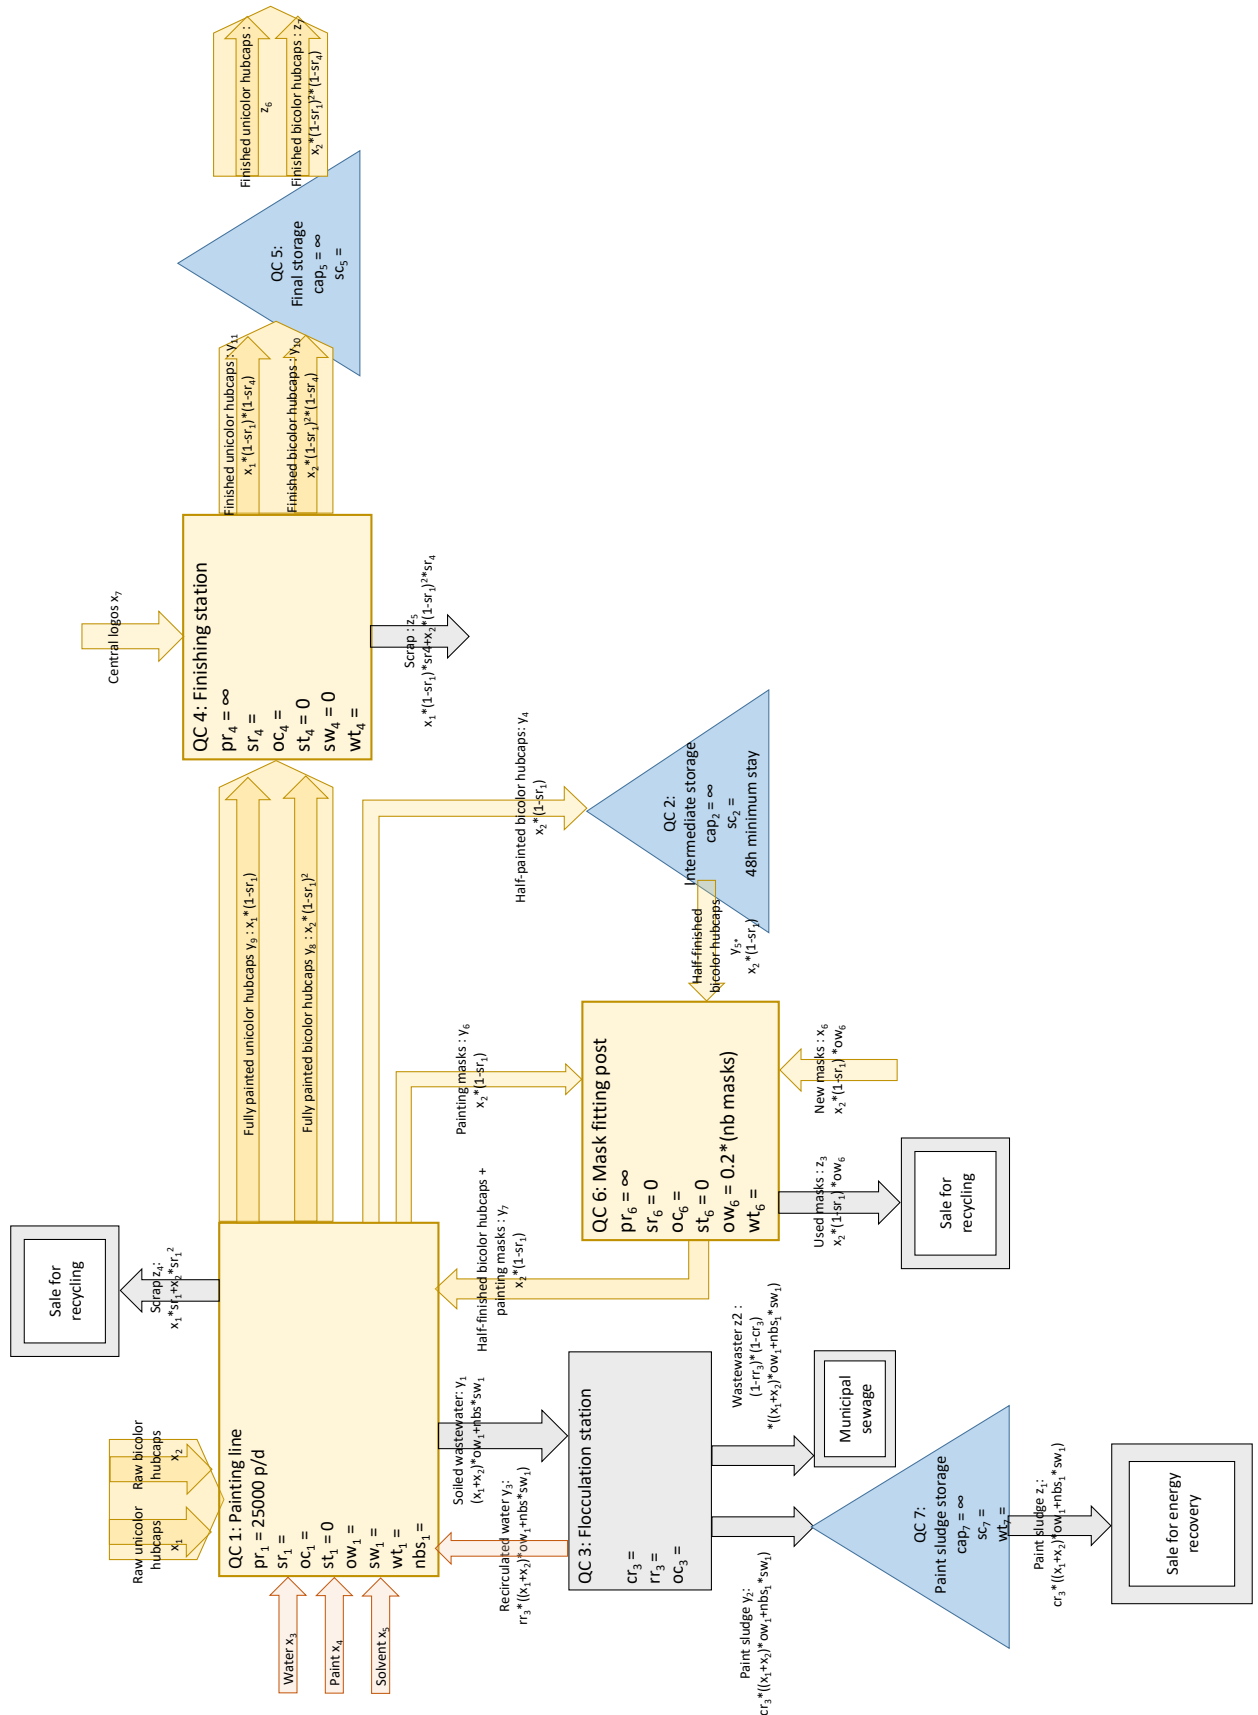 Sale for
recycling
Scrap z₄:
x₁*sr₁+x₂*sr₁²
Raw unicolor
hubcaps
x₁
Raw bicolor
hubcaps
x₂
Water x₃
Paint x₄
Solvent x₅
QC 1: Painting line
pr₁ = 25000 p/d
sr₁ =
oc₁ =
st₁ = 0
ow₁ =
sw₁ =
wt₁ =
nbs₁ =
Fully painted unicolor hubcaps y₉ : x₁*(1-sr₁)
Fully painted bicolor hubcaps y₈ : x₂*(1-sr₁)²
Central logos x₇
QC 4: Finishing station
pr₄ = ∞
sr₄ =
oc₄ =
st₄ = 0
sw₄ = 0
wt₄ =
Scrap : z₅
x₁*(1-sr₁)*sr4+x₂*(1-sr₁)²*sr₄
Finished unicolor hubcaps : y₁₁
x₁*(1-sr₁)*(1-sr₄)
Finished bicolor hubcaps : y₁₀
x₂*(1-sr₁)²*(1-sr₄)
QC 5:
Final storage
cap₅ = ∞
sc₅ =
Finished unicolor hubcaps :
z₆
Finished bicolor hubcaps : z₇
x₂*(1-sr₁)²*(1-sr₄)
Half-painted bicolor hubcaps: y₄
x₂*(1-sr₁)
QC 2:
Intermediate storage
cap₂ = ∞
sc₂ =
48h minimum stay
Half-finished
bicolor hubcaps
y₅*
x₂*(1-sr₁)
Painting masks : y₆
x₂*(1-sr₁)
Half-finished bicolor hubcaps +
painting masks : y₇
x₂*(1-sr₁)
QC 6: Mask fitting post
pr₆ = ∞
sr₆ = 0
oc₆ =
st₆ = 0
ow₆ = 0.2*(nb masks)
wt₆ =
New masks : x₆
x₂*(1-sr₁) *ow₆
Used masks : z₃
x₂*(1-sr₁) *ow₆
Sale for
recycling
Soiled wastewater: y₁
(x₁+x₂)*ow₁+nbs*sw₁
Recirculated water y₃:
rr₃*((x₁+x₂)*ow₁+nbs*sw₁)
QC 3: Flocculation station
cr₃ =
rr₃ =
oc₃ =
Wastewaster z2 :
(1-rr₃)*(1-cr₃)
*((x₁+x₂)*ow₁+nbs₁*sw₁)
Municipal
sewage
Paint sludge y₂:
cr₃*((x₁+x₂)*ow₁+nbs₁*sw₁)
QC 7:
Paint sludge storage
cap₇ = ∞
sc₇ =
wt₇ =
Paint sludge z₁:
cr₃*((x₁+x₂)*ow₁+nbs₁*sw₁)
Sale for energy
recovery